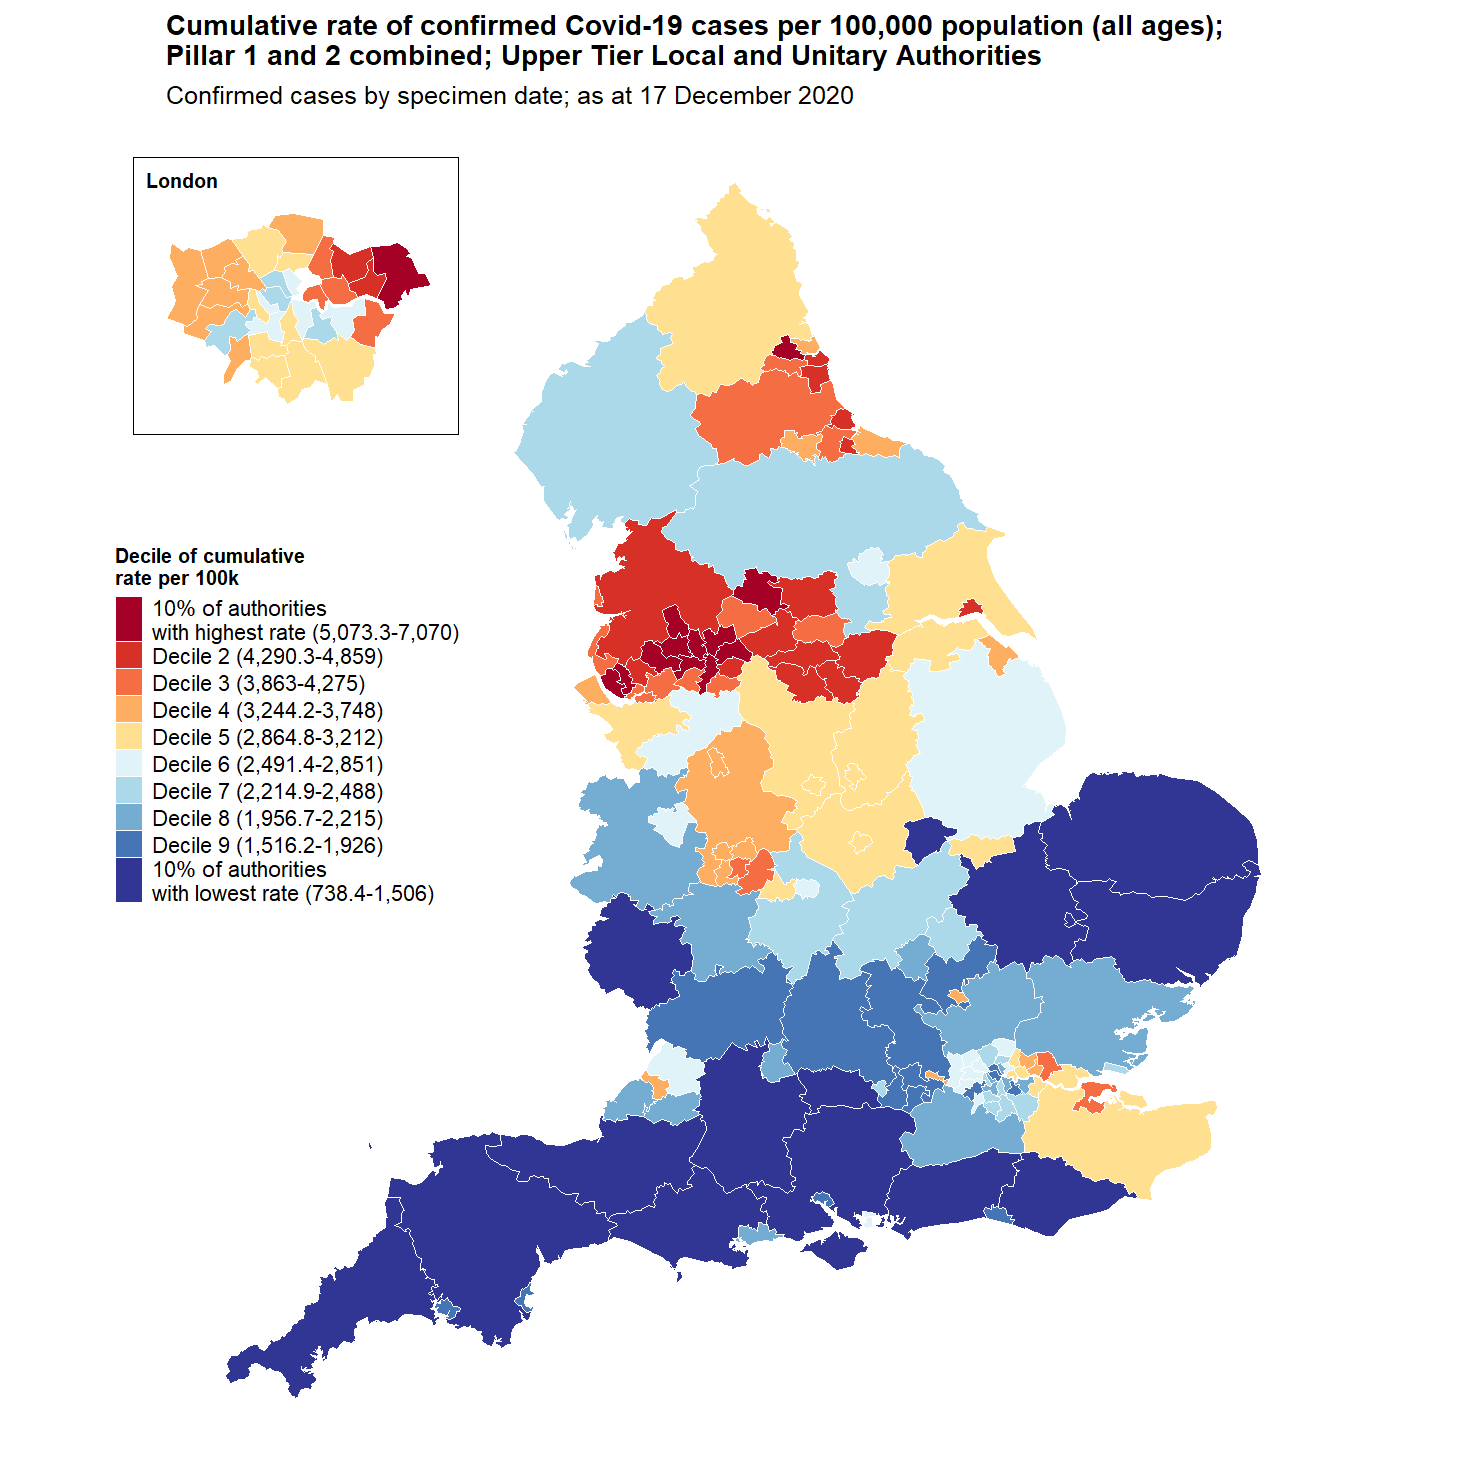 Cumulative rate of confirmed Covid-19 cases per 100,000 population (all ages);
Pillar 1 and 2 combined; Upper Tier Local and Unitary Authorities
Confirmed cases by specimen date; as at 17 December 2020
London
Decile of cumulative
rate per 100k
10% of authorities
with highest rate (5,073.3-7,070)
Decile 2 (4,290.3-4,859)
Decile 3 (3,863-4,275)
Decile 4 (3,244.2-3,748)
Decile 5 (2,864.8-3,212)
Decile 6 (2,491.4-2,851)
Decile 7 (2,214.9-2,488)
Decile 8 (1,956.7-2,215)
Decile 9 (1,516.2-1,926)
10% of authorities
with lowest rate (738.4-1,506)